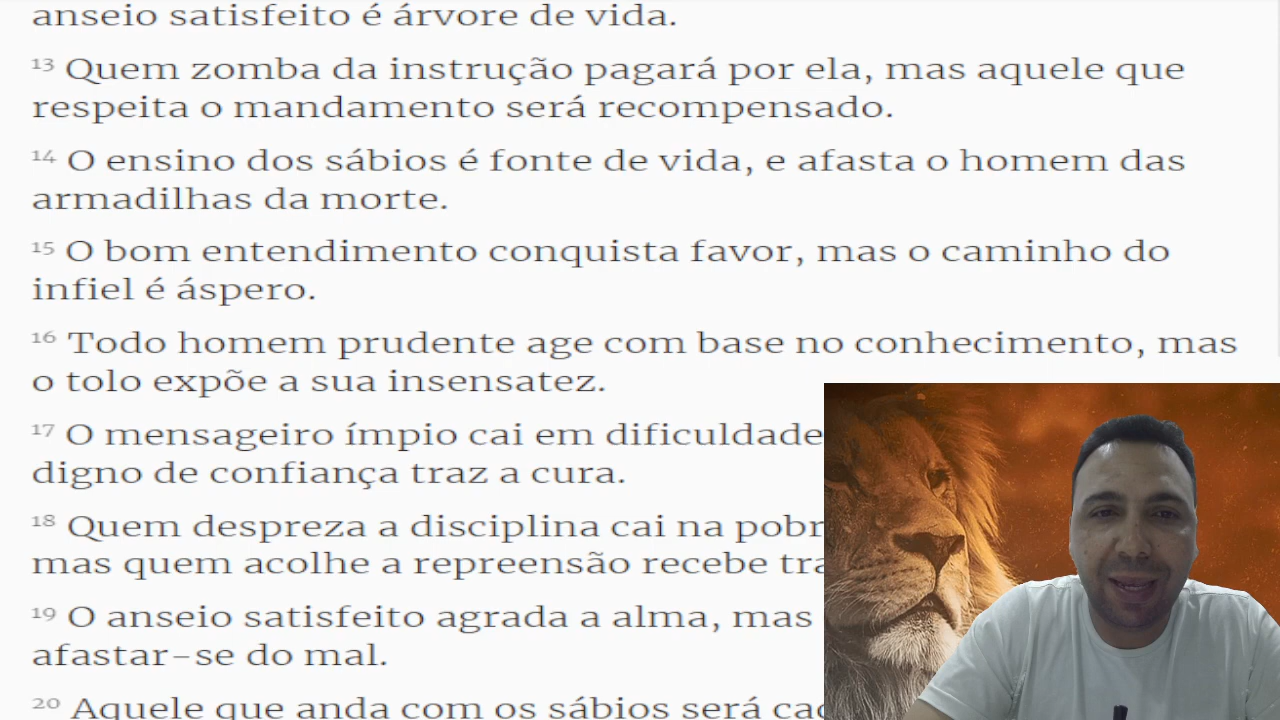 anseio satisfeito é árvore de vida.
13 Quem zomba da instrução pagará por ela, mas aquele que
respeita o mandamento será recompensado.
14 O ensino dos sábios é fonte de vida, e afasta o homem das
armadilhas da morte.
15 O bom entendimento conquista favor, mas o caminho do
infiel é áspero.
16 Todo homem prudente age com base no conhecimento, mas
o tolo expõe a sua insensatez.
17 O mensageiro ímpio cai em dificuldade
digno de confiança traz a cura.
18 Quem despreza a disciplina cai na pobr
mas quem acolhe a repreensão recebe tra
19 O anseio satisfeito agrada a alma, mas
afastar-se do mal.
20 Aquele que anda com os sábios será